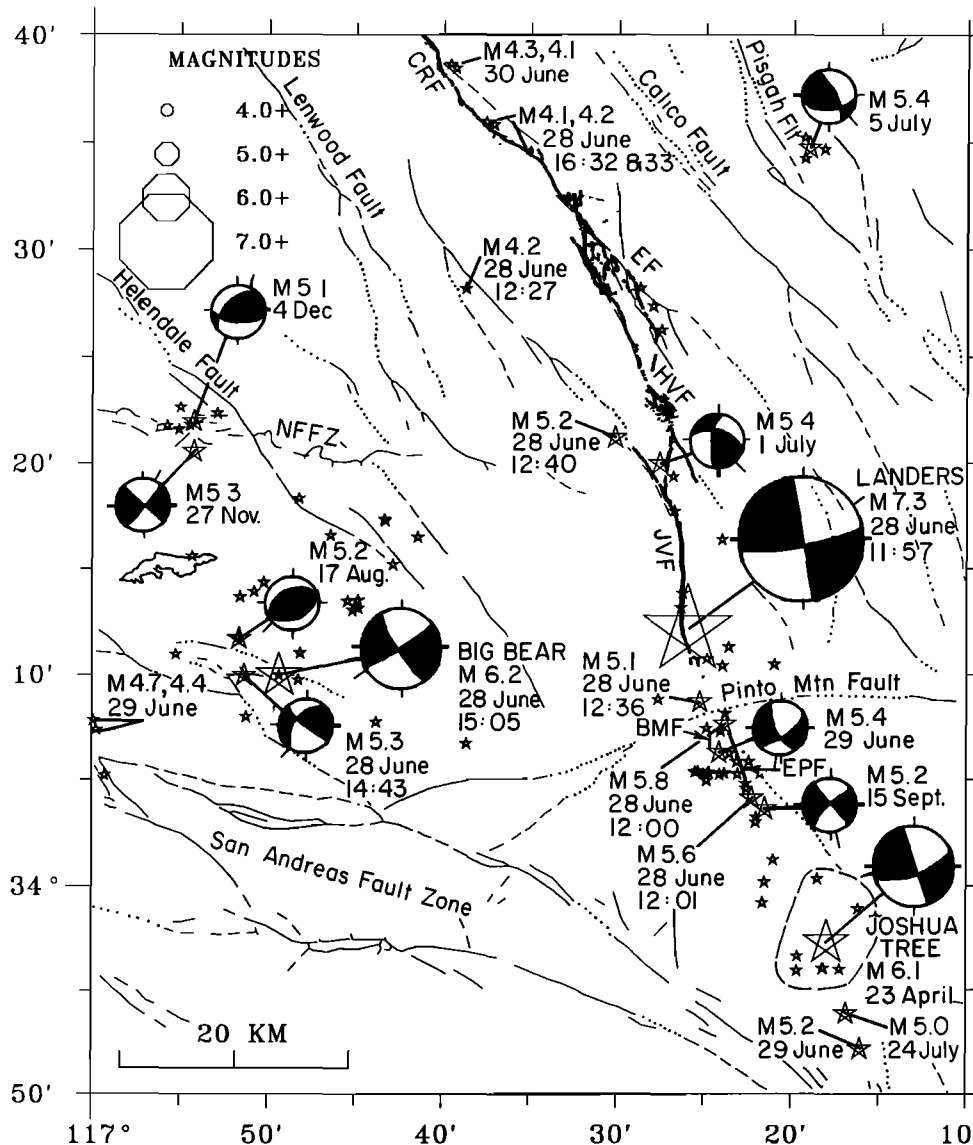 40'
MAGNITUDES
4.0+
5.0+
6.0+
7.0+
Lenwood Fault
CRF
M4.3,4.1
30 June
M4.1,4.2
28 June
16:32 &33
Calico Fault
Pisgah Flt
M5.4
5 July
30'
M4.2
28 June
12:27
EF
Helendale Fault
M5 1
4 Dec
HVF
M5.2
28 June
12:40
M5 4
1 July
NFFZ
20'
M5 3
27 Nov.
LANDERS
M7.3
28 June
11:57
JVF
M5.2
17 Aug.
BIG BEAR
M 6.2
28 June
15:05
10'
M4.7, 4.4
29 June
M5.3
28 June
14:43
M5.1
28 June
12:36
Pinto Mtn Fault
BMF
M5.4
29 June
EPF
M5.8
28 June
12:00
M5.2
15 Sept.
M5.6
28 June
12:01
San Andreas Fault Zone
34°
JOSHUA
TREE
M6.1
23 April
20 KM
M5.2
29 June
M5.0
24 July
50'
117° 50' 40' 30' 20' 10'